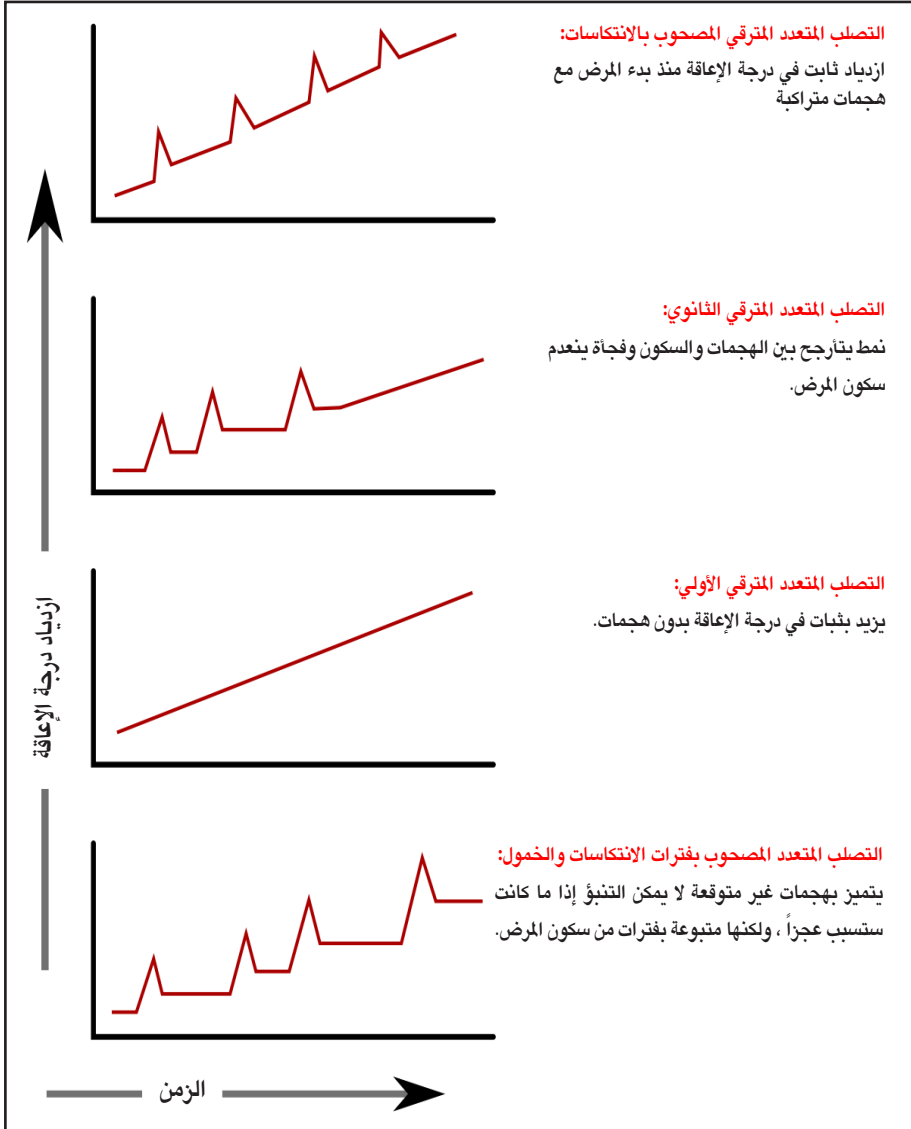 التصلب المتعدد المترقي المصحوب بالانتكاسات:
ازدياد ثابت في درجة الإعاقة منذ بدء المرض مع
هجمات متراكبة
التصلب المتعدد المترقي الثانوي:
نمط يتأرجح بين الهجمات والسكون وفجأة ينعدم
سكون المرض.
التصلب المتعدد المترقي الأولي:
يزيد بثبات في درجة الإعاقة بدون هجمات.
التصلب المتعدد المصحوب بفترات الانتكاسات والخمول:
يتميز بهجمات غير متوقعة لا يمكن التنبؤ إذا ما كانت
ستسبب عجزاً ، ولكنها متبوعة بفترات من سكون المرض.
ازدياد درجة الإعاقة
الزمن